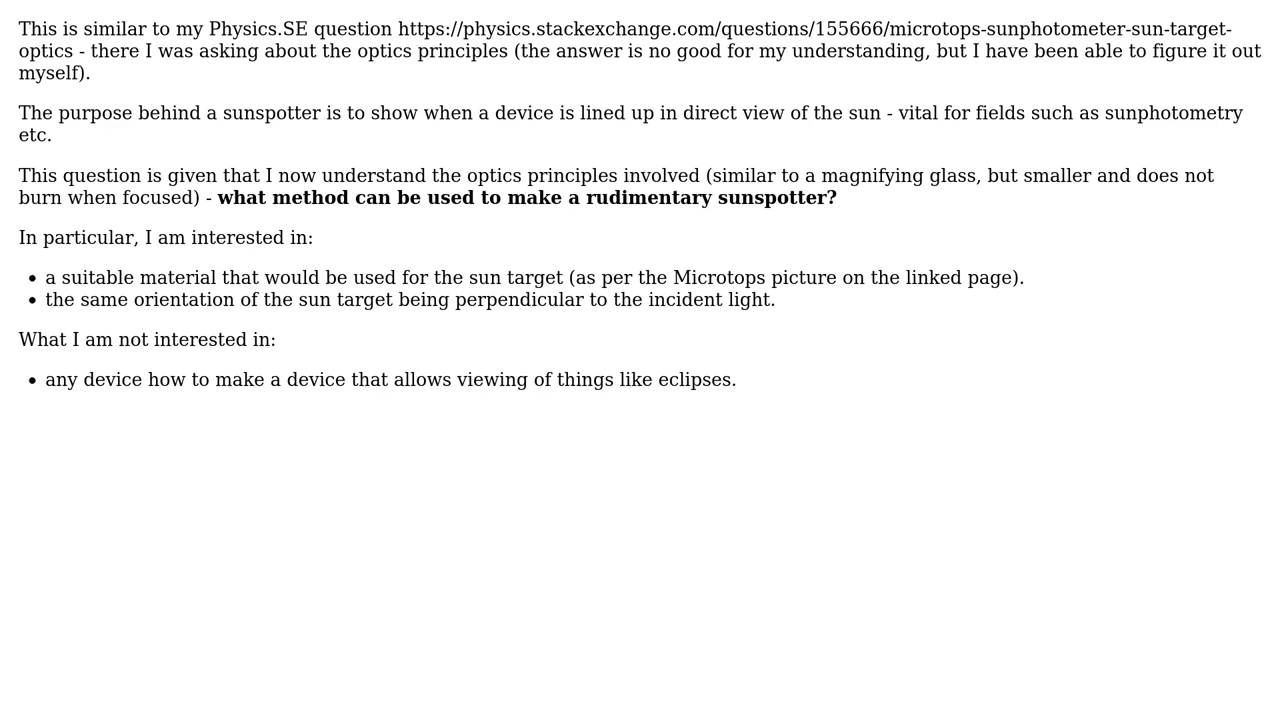 This is similar to my Physics.SE question https://physics.stackexchange.com/questions/155666/microtops-sunphotometer-sun-target-
optics - there I was asking about the optics principles (the answer is no good for my understanding, but I have been able to figure it out
myself).
The purpose behind a sunspotter is to show when a device is lined up in direct view of the sun - vital for fields such as sunphotometry
etc.
This question is given that I now understand the optics principles involved (similar to a magnifying glass, but smaller and does not
burn when focused) - what method can be used to make a rudimentary sunspotter?
In particular, I am interested in:
• a suitable material that would be used for the sun target (as per the Microtops picture on the linked page).
• the same orientation of the sun target being perpendicular to the incident light.
What I am not interested in:
• any device how to make a device that allows viewing of things like eclipses.